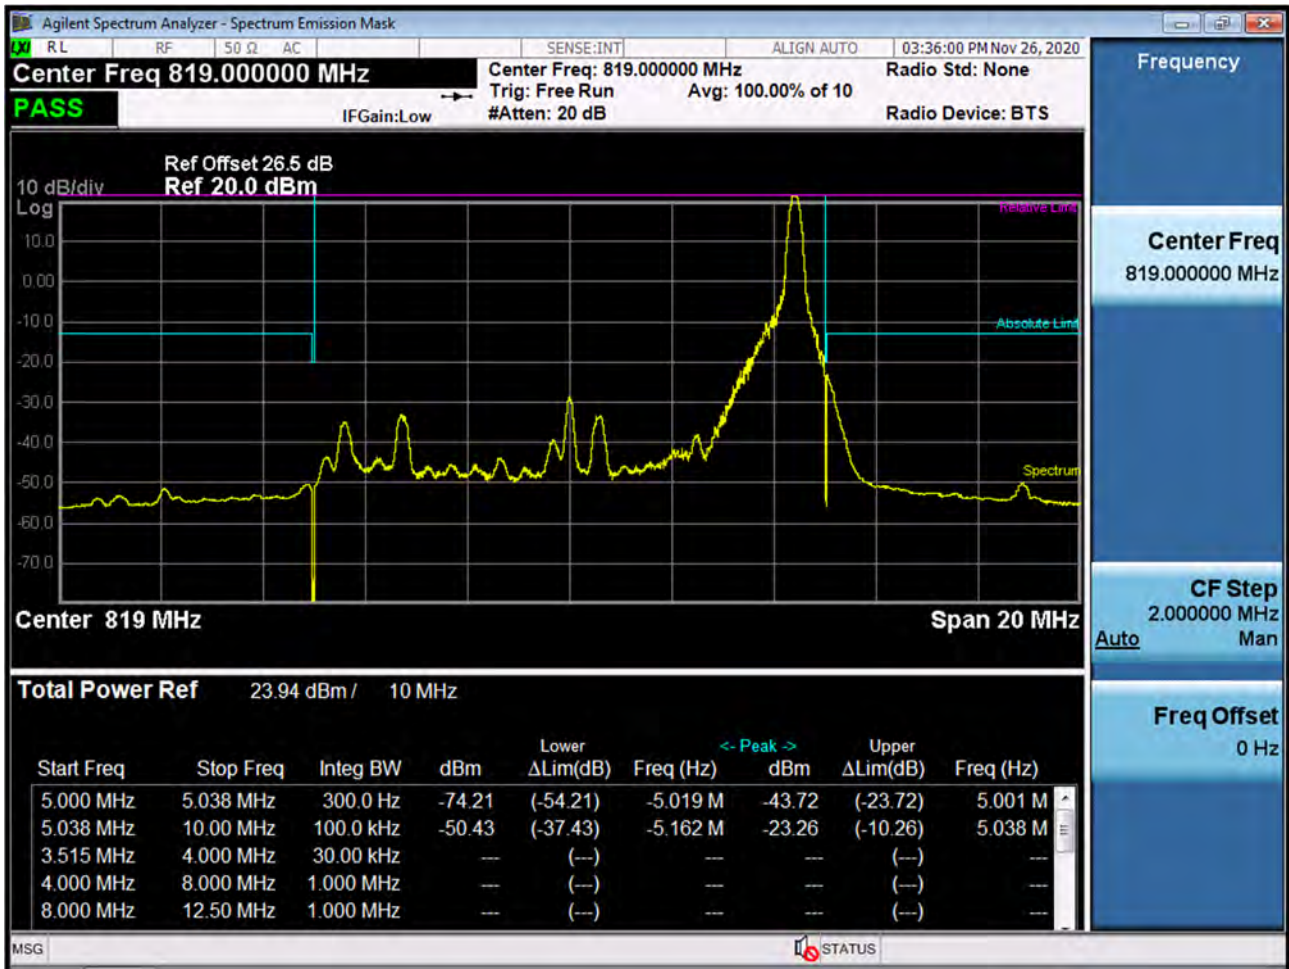 Agilent Spectrum Analyzer - Spectrum Emission Mask
LXI RL RF 50 Ω AC SENSE:INT ALIGN AUTO 03:36:00 PM Nov 26, 2020
Center Freq 819.000000 MHz
Center Freq: 819.000000 MHz Radio Std: None
Trig: Free Run Avg: 100.00% of 10
PASS IFGain:Low #Atten: 20 dB Radio Device: BTS
Ref Offset 26.5 dB
10 dB/div Ref 20.0 dBm
Log
Relative Limit
10.0
0.00
-10.0
Absolute Limit
-20.0
-30.0
-40.0
Spectrum
-50.0
-60.0
-70.0
Center 819 MHz Span 20 MHz
Total Power Ref 23.94 dBm / 10 MHz
Lower <- Peak -> Upper
Start Freq Stop Freq Integ BW dBm ΔLim(dB) Freq (Hz) dBm ΔLim(dB) Freq (Hz)
5.000 MHz 5.038 MHz 300.0 Hz -74.21 (-54.21) -5.019 M -43.72 (-23.72) 5.001 M
5.038 MHz 10.00 MHz 100.0 kHz -50.43 (-37.43) -5.162 M -23.26 (-10.26) 5.038 M
3.515 MHz 4.000 MHz 30.00 kHz --- (---) --- --- (---) ---
4.000 MHz 8.000 MHz 1.000 MHz --- (---) --- --- (---) ---
8.000 MHz 12.50 MHz 1.000 MHz --- (---) --- --- (---) ---
MSG STATUS
Frequency
Center Freq
819.000000 MHz
CF Step
2.000000 MHz
Auto Man
Freq Offset
0 Hz